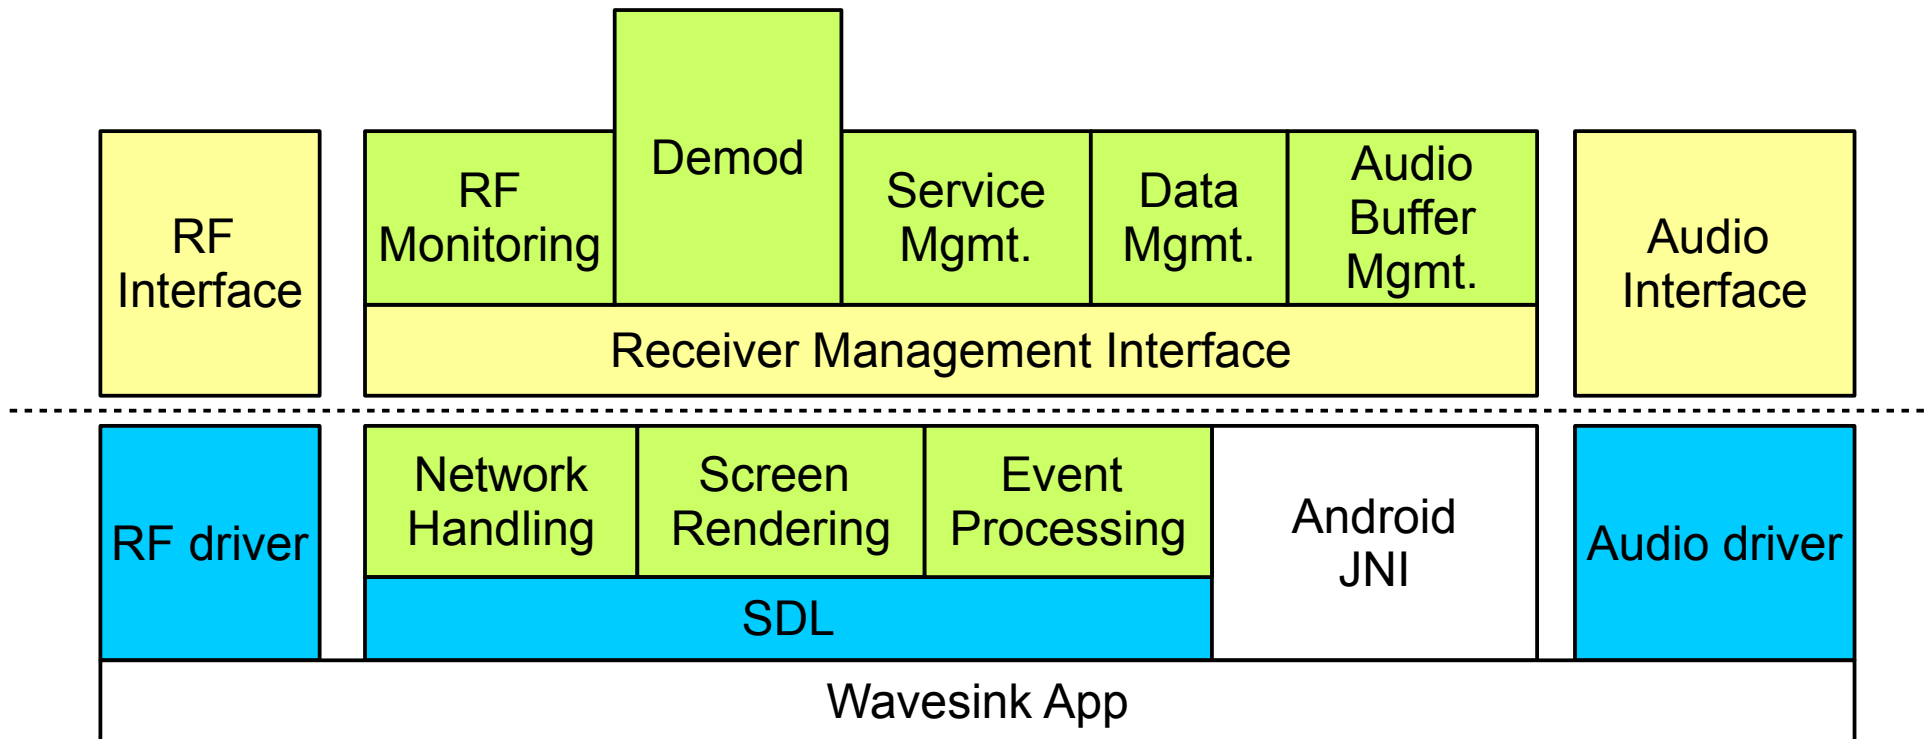 RF
Interface
RF
Monitoring
Demod
Service
Mgmt.
Data
Mgmt.
Audio
Buffer
Mgmt.
Receiver Management Interface
Audio
Interface
RF driver
Network
Handling
Screen
Rendering
Event
Processing
SDL
Android
JNI
Audio driver
Wavesink App